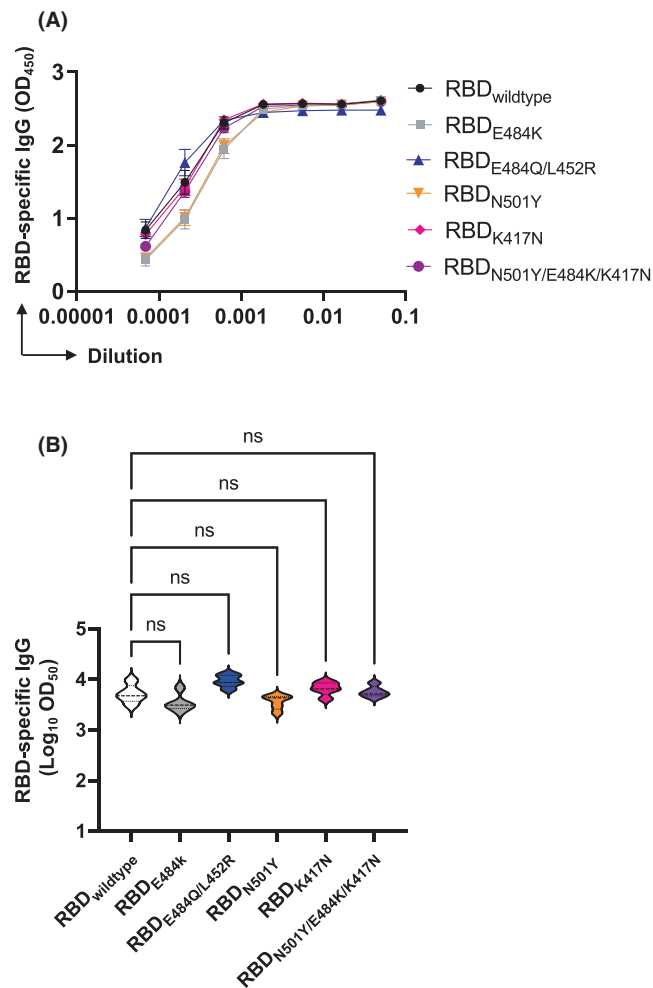 (A)
RBD-specific IgG (OD450)
3
2
1
0
0.00001
0.0001
0.001
0.01
0.1
Dilution
RBDwildtype
RBDE484K
RBDE484Q/L452R
RBDN501Y
RBDK417N
RBDN501Y/E484K/K417N
(B)
ns
ns
ns
ns
ns
RBD-specific IgG
(Log10 OD50)
5
4
3
2
1
RBDwildtype
RBDE484k
RBDE484Q/L452R
RBDN501Y
RBDK417N
RBDN501Y/E484K/K417N